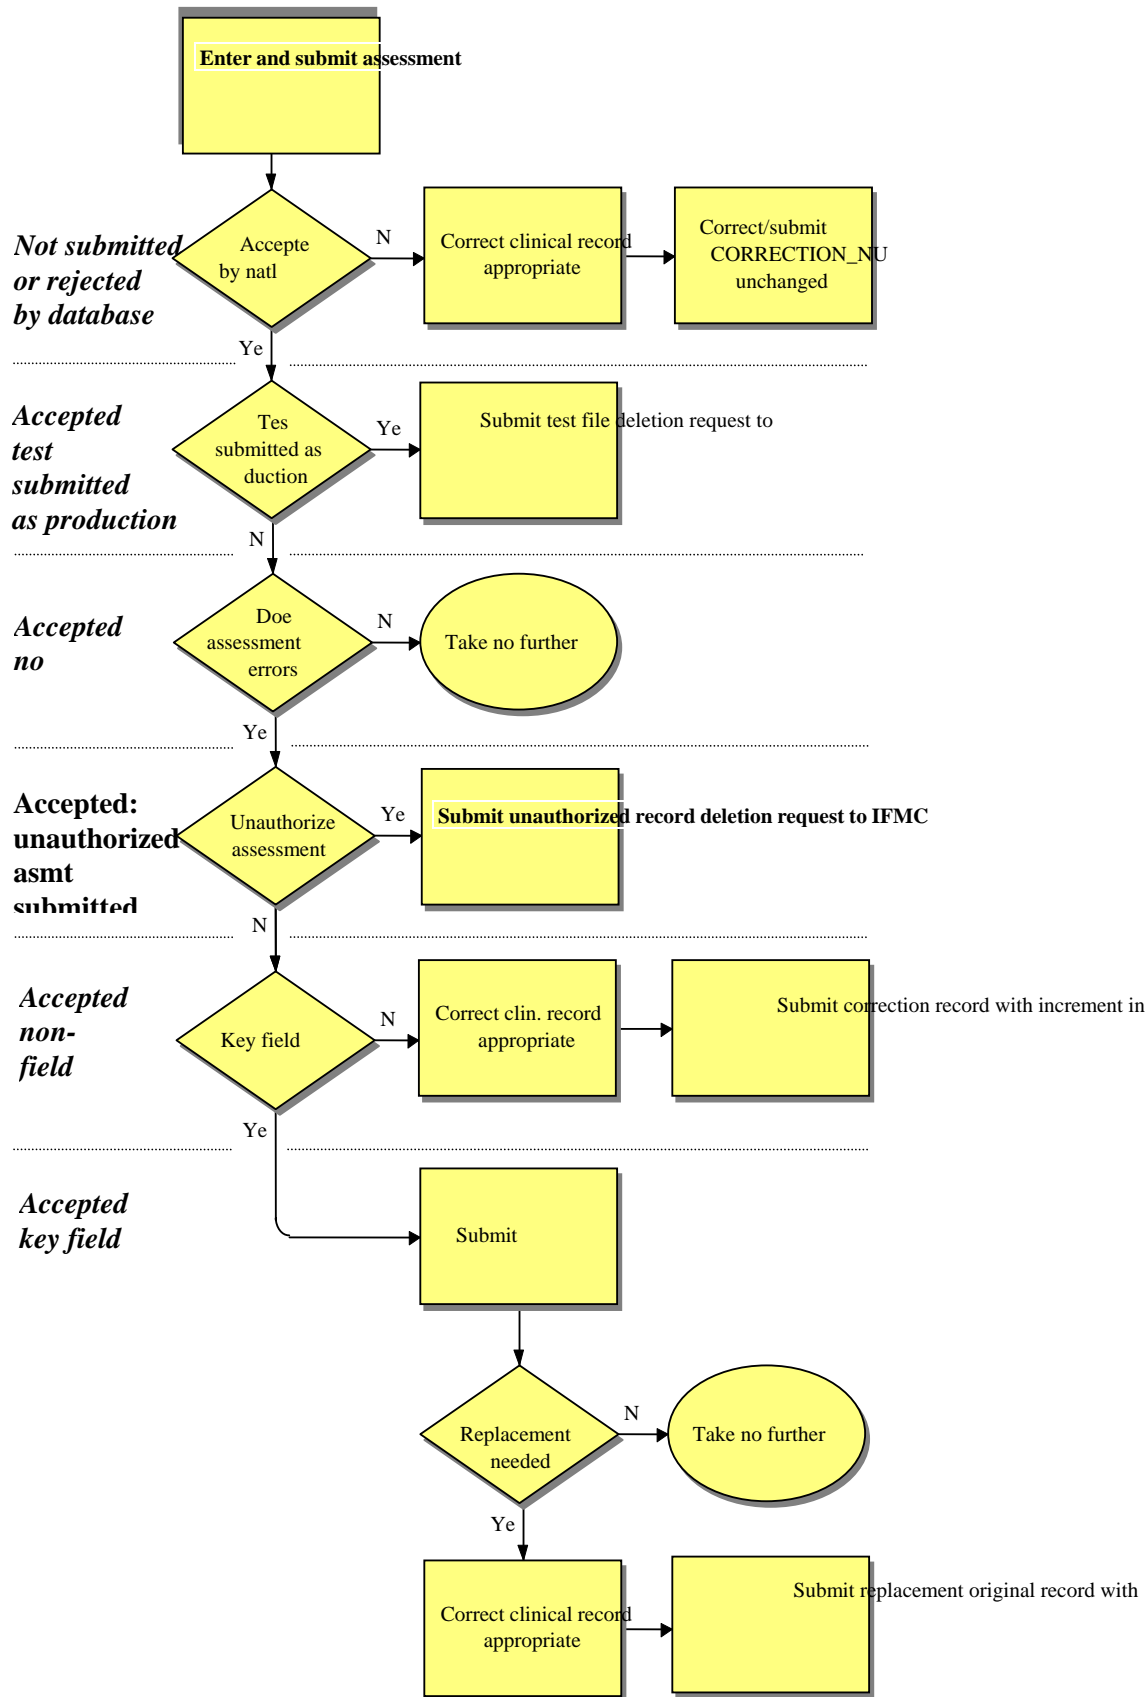 Enter and submit assessment
Not submitted
or rejected
by database
Accepte
by natl
N
Correct clinical record
appropriate
Correct/submit
CORRECTION_NU
unchanged
Ye
Accepted
test
submitted
as production
Tes
submitted as
duction
Ye
Submit test file deletion request to
N
Accepted
no
Doe
assessment
errors
N
Take no further
Ye
Accepted:
unauthorized
asmt
submitted
Unauthorize
assessment
Ye
Submit unauthorized record deletion request to IFMC
N
Accepted
non-
field
Key field
N
Correct clin. record
appropriate
Submit correction record with increment in
Ye
Accepted
key field
Submit
Replacement
needed
N
Take no further
Ye
Correct clinical record
appropriate
Submit replacement original record with